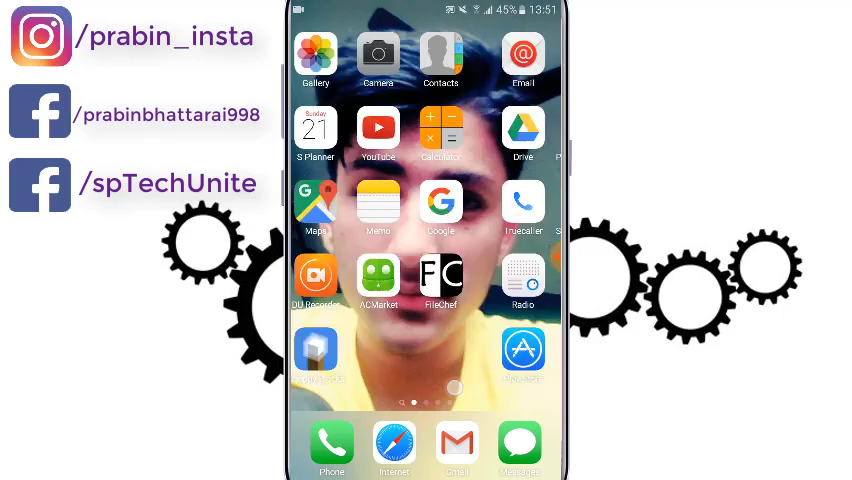 /prabin_insta
/prabinbhattarai998
/spTechUnite
45% 13:51
Gallery Camera Contacts Email
Sunday
21
S Planner YouTube Calculator Drive
G
Maps Memo Google Truecaller
FC
DU Recorder ACMarket FileChef Radio
Phone Internet Gmail Messages